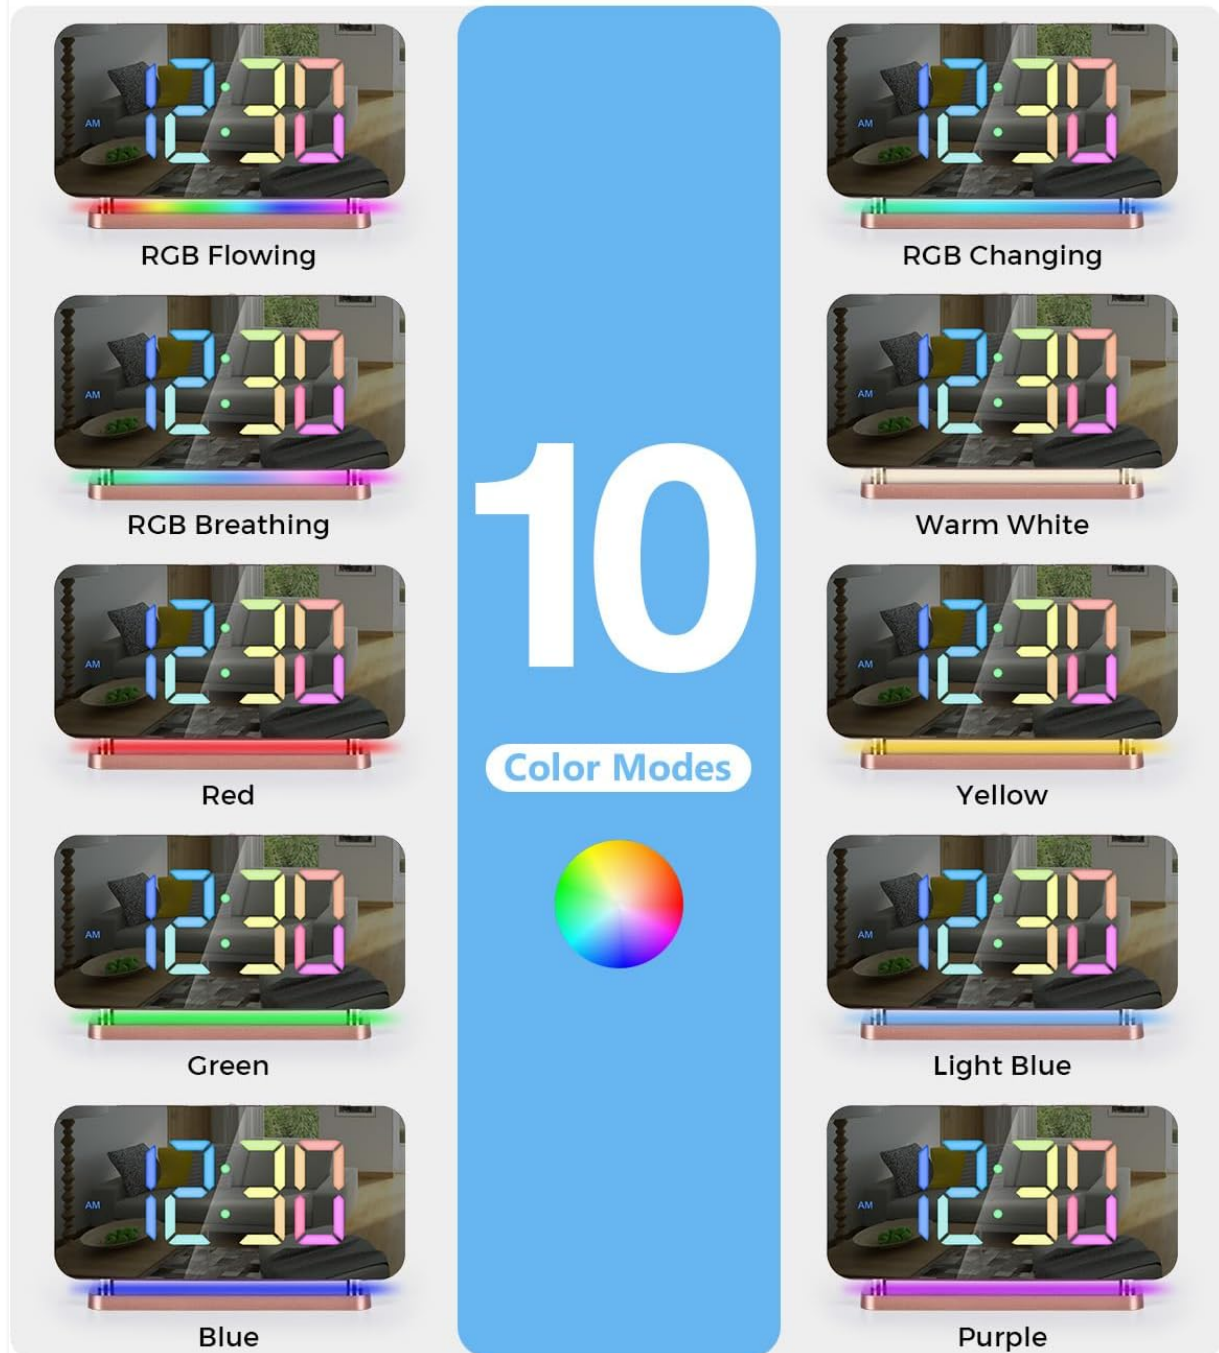 AM
12:30
RGB Flowing
AM
12:30
RGB Changing
AM
12:30
RGB Breathing
AM
12:30
Warm White
10
Color Modes
AM
12:30
Red
AM
12:30
Yellow
AM
12:30
Green
AM
12:30
Light Blue
AM
12:30
Blue
AM
12:30
Purple